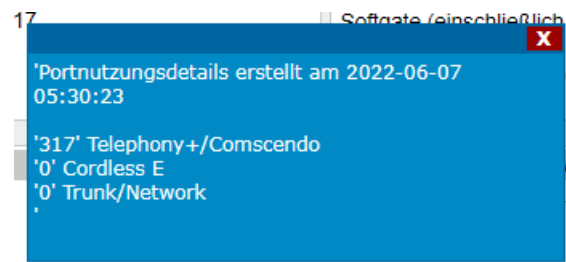 17
Softgate (einschließlich
X
'Portnutzungsdetails erstellt am 2022-06-07
05:30:23
'317' Telephony+/Comscendo
'0' Cordless E
'0' Trunk/Network
'